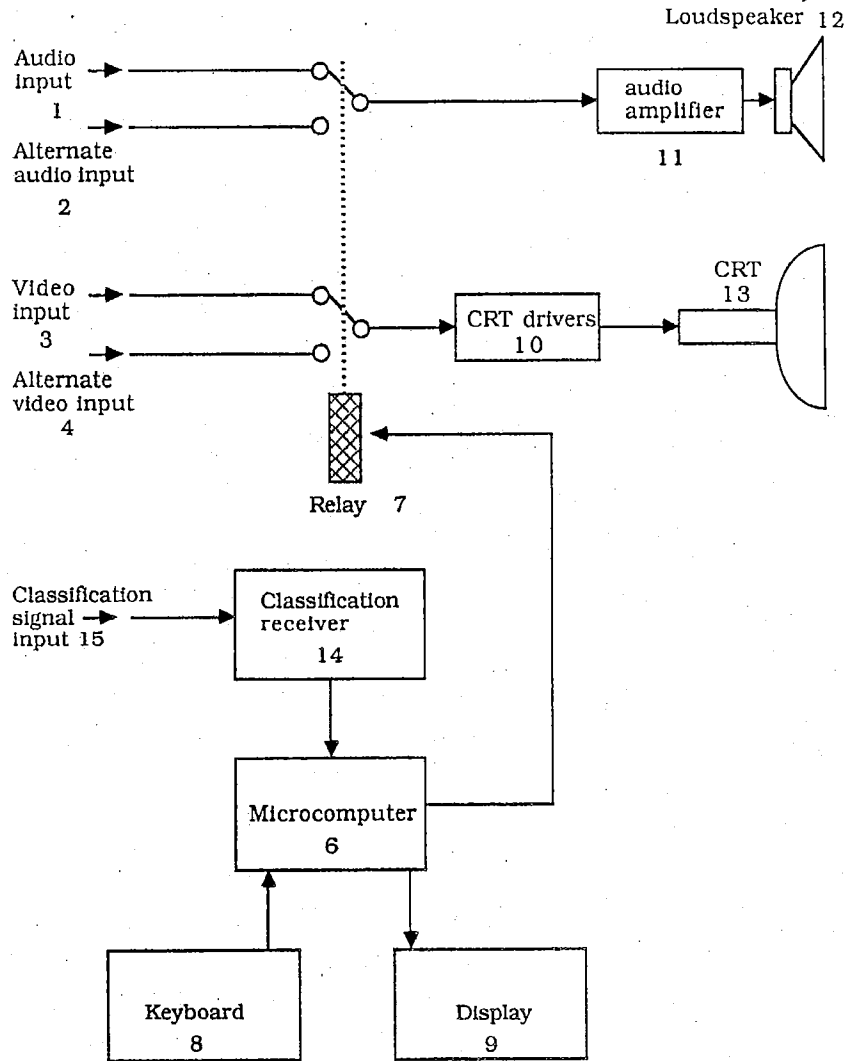 Loudspeaker 12
Audio
input
1
audio
amplifier
11
Alternate
audio input
2
Video
input
3
CRT
13
CRT drivers
10
Alternate
video input
4
Relay 7
Classification
signal
input 15
Classification
receiver
14
Microcomputer
6
Keyboard
8
Display
9